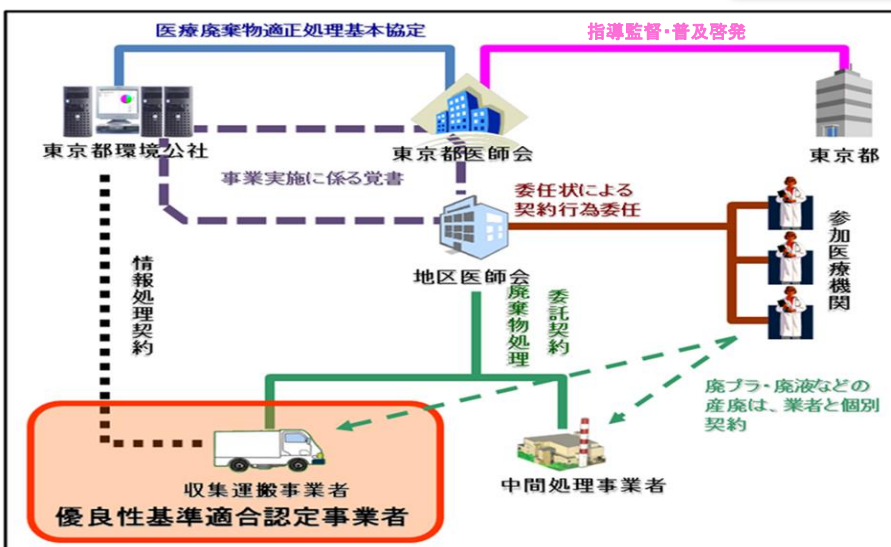 医療廃棄物適正処理基本協定
指導監督・普及啓発
東京都環境公社
東京都医師会
東京都
事業実施に係る覚書
委任状による
契約行為委任
参加医療機関
地区医師会
情報処理契約
廃棄物処理
委託契約
廃プラ・廃液などの
産廃は、業者と個別
契約
収集運搬事業者
優良性基準適合認定事業者
中間処理事業者